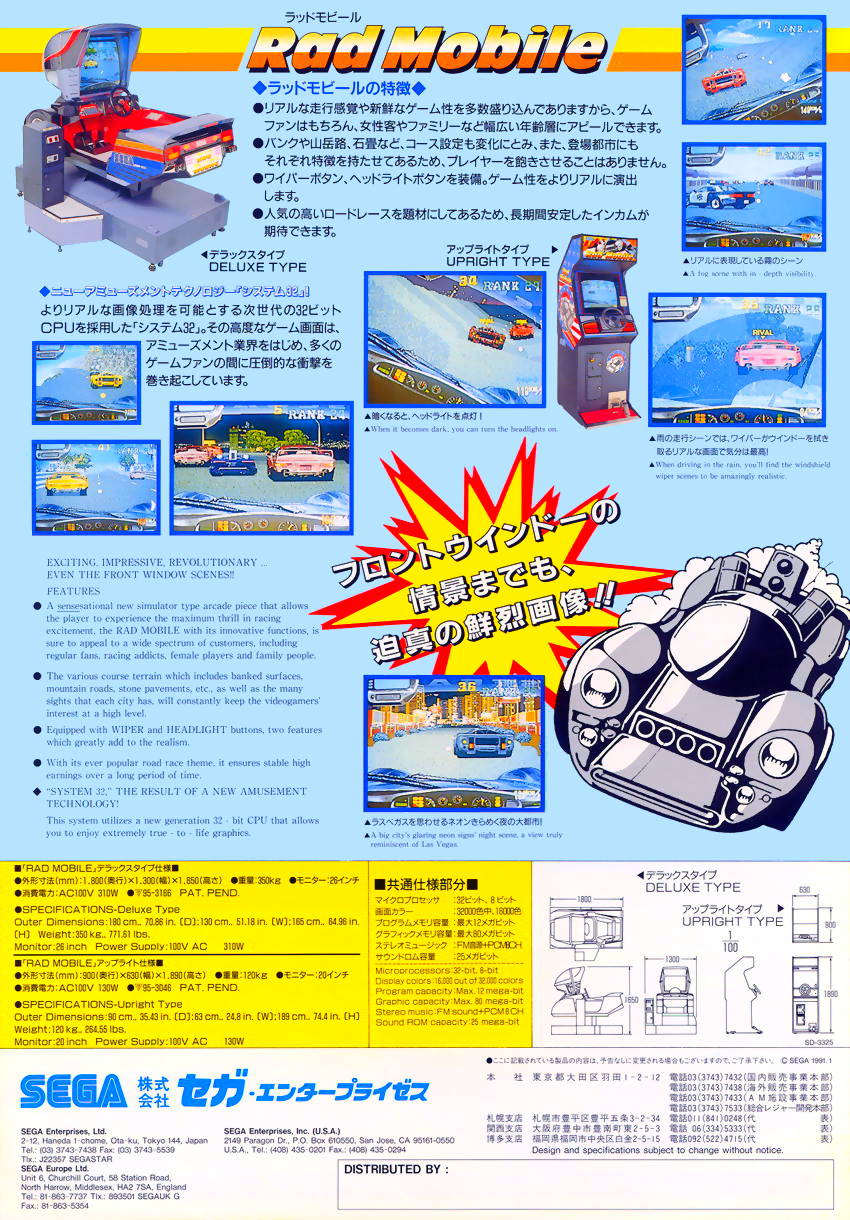 ラッドモビール
Rad Mobile
◆ラッドモビールの特徴◆
●リアルな走行感覚や新鮮なゲーム性を多数盛り込んでありますから、ゲーム
ファンはもちろん、女性客やファミリーなど幅広い年齢層にアピールできます。
●バンクや山岳路、石畳など、コース設定も変化にとみ、また、登場都市にも
それぞれ特徴を持たせてあるため、プレイヤーを飽きさせることはありません。
●ワイパーボタン、ヘッドライトボタンを装備。ゲーム性をよりリアルに演出
します。
●人気の高いロードレースを題材にしてあるため、長期間安定したインカムが
期待できます。
◀デラックスタイプ
DELUXE TYPE
アップライトタイプ ▶
UPRIGHT TYPE
▲リアルに表現している霧のシーン
▲A fog scene with in - depth visibility.
◆ニューアミューズメントテクノロジー「システム32」!
よりリアルな画像処理を可能とする次世代の32ビット
CPUを採用した「システム32」。その高度なゲーム画面は、
アミューズメント業界をはじめ、多くの
ゲームファンの間に圧倒的な衝撃を
巻き起こしています。
▲暗くなると、ヘッドライトを点灯!
▲When it becomes dark, you can turn the headlights on.
▲雨の走行シーンでは、ワイパーがウインドーを拭き
取るリアルな画面で気分は最高!
▲When driving in the rain, you'll find the windshield
wiper scenes to be amazingly realistic.
フロントウインドーの
情景までも、
迫真の鮮烈画像!!
EXCITING, IMPRESSIVE, REVOLUTIONARY ...
EVEN THE FRONT WINDOW SCENES!!
FEATURES
● A sensesational new simulator type arcade piece that allows
the player to experience the maximum thrill in racing
excitement, the RAD MOBILE with its innovative functions, is
sure to appeal to a wide spectrum of customers, including
regular fans, racing addicts, female players and family people.
● The various course terrain which includes banked surfaces,
mountain roads, stone pavements, etc., as well as the many
sights that each city has, will constantly keep the videogamers'
interest at a high level.
● Equipped with WIPER and HEADLIGHT buttons, two features
which greatly add to the realism.
● With its ever popular road race theme, it ensures stable high
earnings over a long period of time.
◆ "SYSTEM 32," THE RESULT OF A NEW AMUSEMENT
TECHNOLOGY!
This system utilizes a new generation 32 - bit CPU that allows
you to enjoy extremely true - to - life graphics.
▲ラスベガスを思わせるネオンきらめく夜の大都市!
▲A big city's glaring neon signs' night scene, a view truly
reminiscent of Las Vegas.
■「RAD MOBILE」デラックスタイプ仕様■
●外形寸法(mm):1,800(奥行)×1,300(幅)×1,650(高さ) ●重量:350kg ●モニター:26インチ
●消費電力:AC100V 310W ●〒95-3166 PAT. PEND.
●SPECIFICATIONS-Deluxe Type
Outer Dimensions:180 cm., 70.86 in. (D);130 cm., 51.18 in. (W);165 cm., 64.96 in.
(H) Weight:350 kg., 771.61 lbs.
Monitor:26 inch Power Supply:100V AC 310W
■「RAD MOBILE」アップライト仕様■
●外形寸法(mm):900(奥行)×630(幅)×1,890(高さ) ●重量:120kg ●モニター:20インチ
●消費電力:AC100V 130W ●〒95-3046 PAT. PEND.
●SPECIFICATIONS-Upright Type
Outer Dimensions:90 cm., 35.43 in. (D);63 cm., 24.8 in. (W);189 cm., 74.4 in. (H)
Weight:120 kg., 264.55 lbs.
Monitor:20 inch Power Supply:100V AC 130W
■共通仕様部分■
マイクロプロセッサ :32ビット、8ビット
画面カラー :32000色中、16000色
プログラムメモリ容量:最大12メガビット
グラフィックメモリ容量:最大80メガビット
ステレオミュージック :FM音源+PCM8CH
サウンドロム容量 :25メガビット
Microprocessors:32-bit, 8-bit
Display colors:16,000 out of 32,000 colors
Program capacity:Max. 12 mega-bit
Graphic capacity:Max. 80 mega-bit
Stereo music:FM sound+PCM 8 CH
Sound ROM capacity:25 mega-bit
◀デラックスタイプ
DELUXE TYPE
アップライトタイプ ▶
UPRIGHT TYPE
1/100
1800
1300
1650
630
900
1890
SD-3325
●ここに記載されている製品の内容は、予告なしに変更される場合もございますので、ご了承下さい。 © SEGA 1991. 1
SEGA 株式会社 セガ・エンタープライゼス
本 社 東京都大田区羽田1-2-12 電話03(3743)7432(国内販売事業本部)
電話03(3743)7438(海外販売事業本部)
電話03(3743)7433(AM施設事業本部)
電話03(3743)7533(総合レジャー開発本部)
札幌支店 札幌市豊平区豊平五条3-2-34 電話011(841)0248(代 表)
関西支店 大阪府豊中市豊南町東2-5-3 電話 06(334)5333(代 表)
博多支店 福岡県福岡市中央区白金2-5-15 電話092(522)4715(代 表)
Design and specifications subject to change without notice.
SEGA Enterprises, Ltd.
2-12, Haneda 1-chome, Ota-ku, Tokyo 144, Japan
Tel.: (03) 3743-7438 Fax: (03) 3743-5539
Tlx.: J22357 SEGASTAR
SEGA Europe Ltd.
Unit 6, Churchill Court, 58 Station Road,
North Harrow, Middlesex, HA2 7SA, England
Tel.: 81-863-7737 Tlx.: 893501 SEGAUK G
Fax.: 81-863-5354
SEGA Enterprises, Inc. (U.S.A.)
2149 Paragon Dr., P.O. Box 610550, San Jose, CA 95161-0550
U.S.A., Tel.: (408) 435-0201 Fax.: (408) 435-0294
DISTRIBUTED BY :